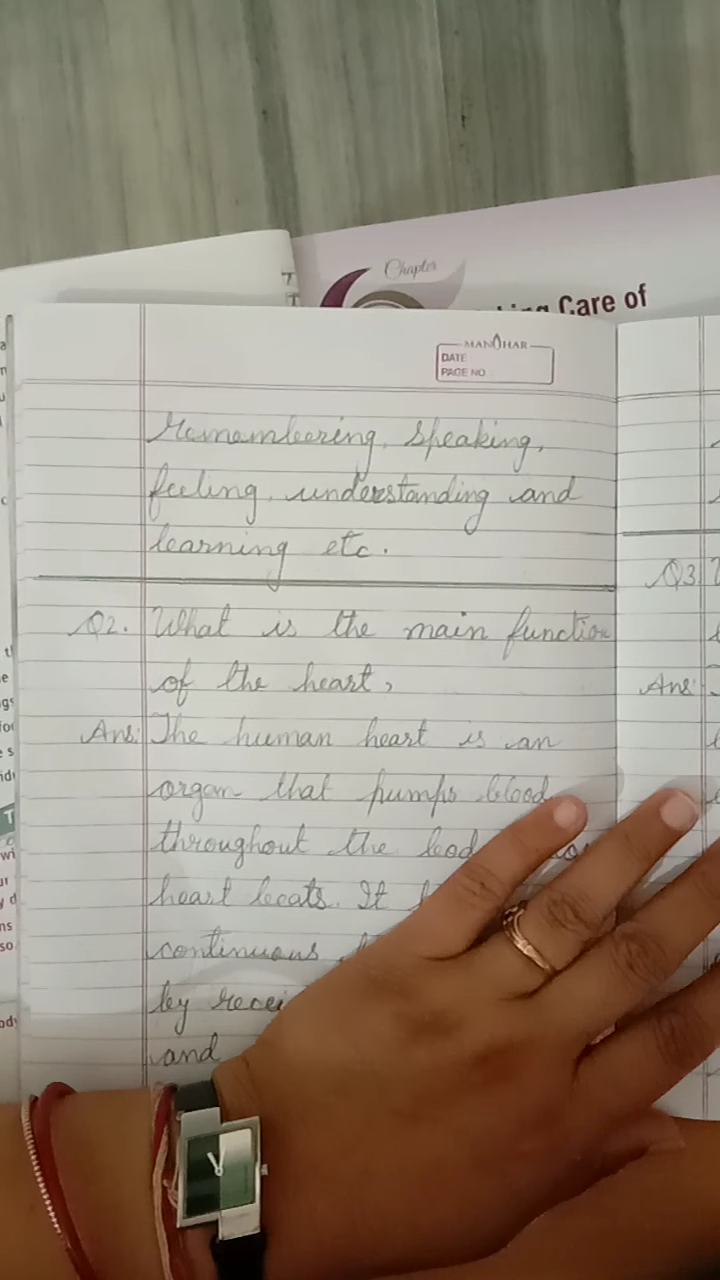 Chapter
Care of
MANOHAR
DATE
PAGE NO
remembering, speaking,
feeling, understanding and
learning etc.
Q2. What is the main function
of the heart,
Ans: The human heart is an
organ that pumps blood
throughout the
heart beats. It
continuous
by
and
Q3.
Ans: